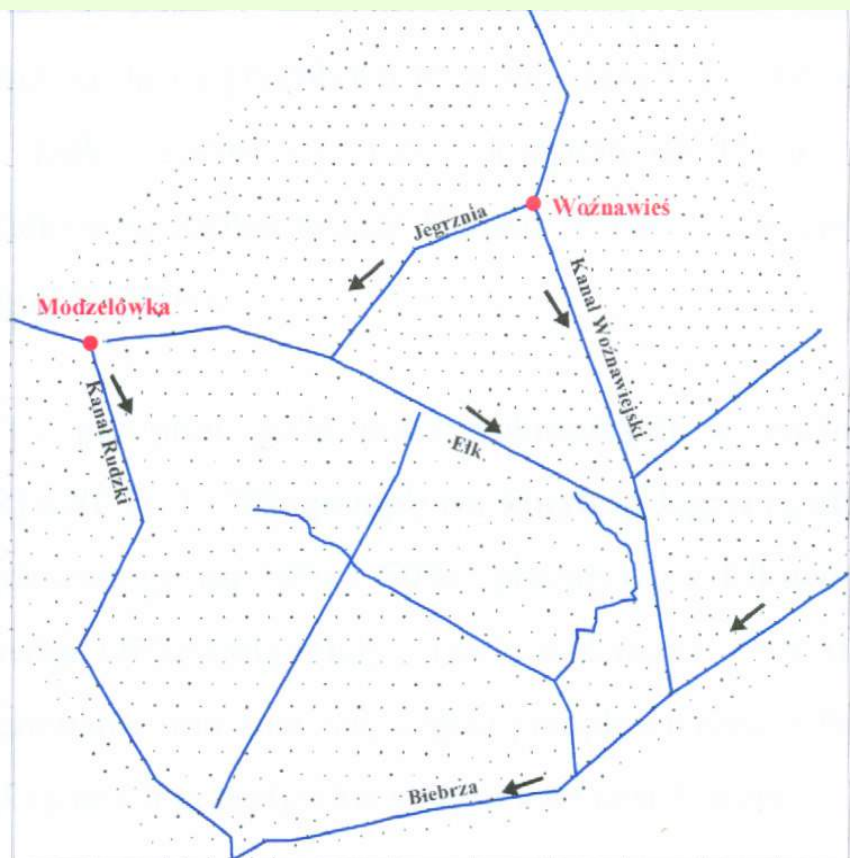 Jegrznia
Woźnawieś
Kanał Woźnawiejski
Modzelówka
Kanał Rudzki
Ełk
Biebrza